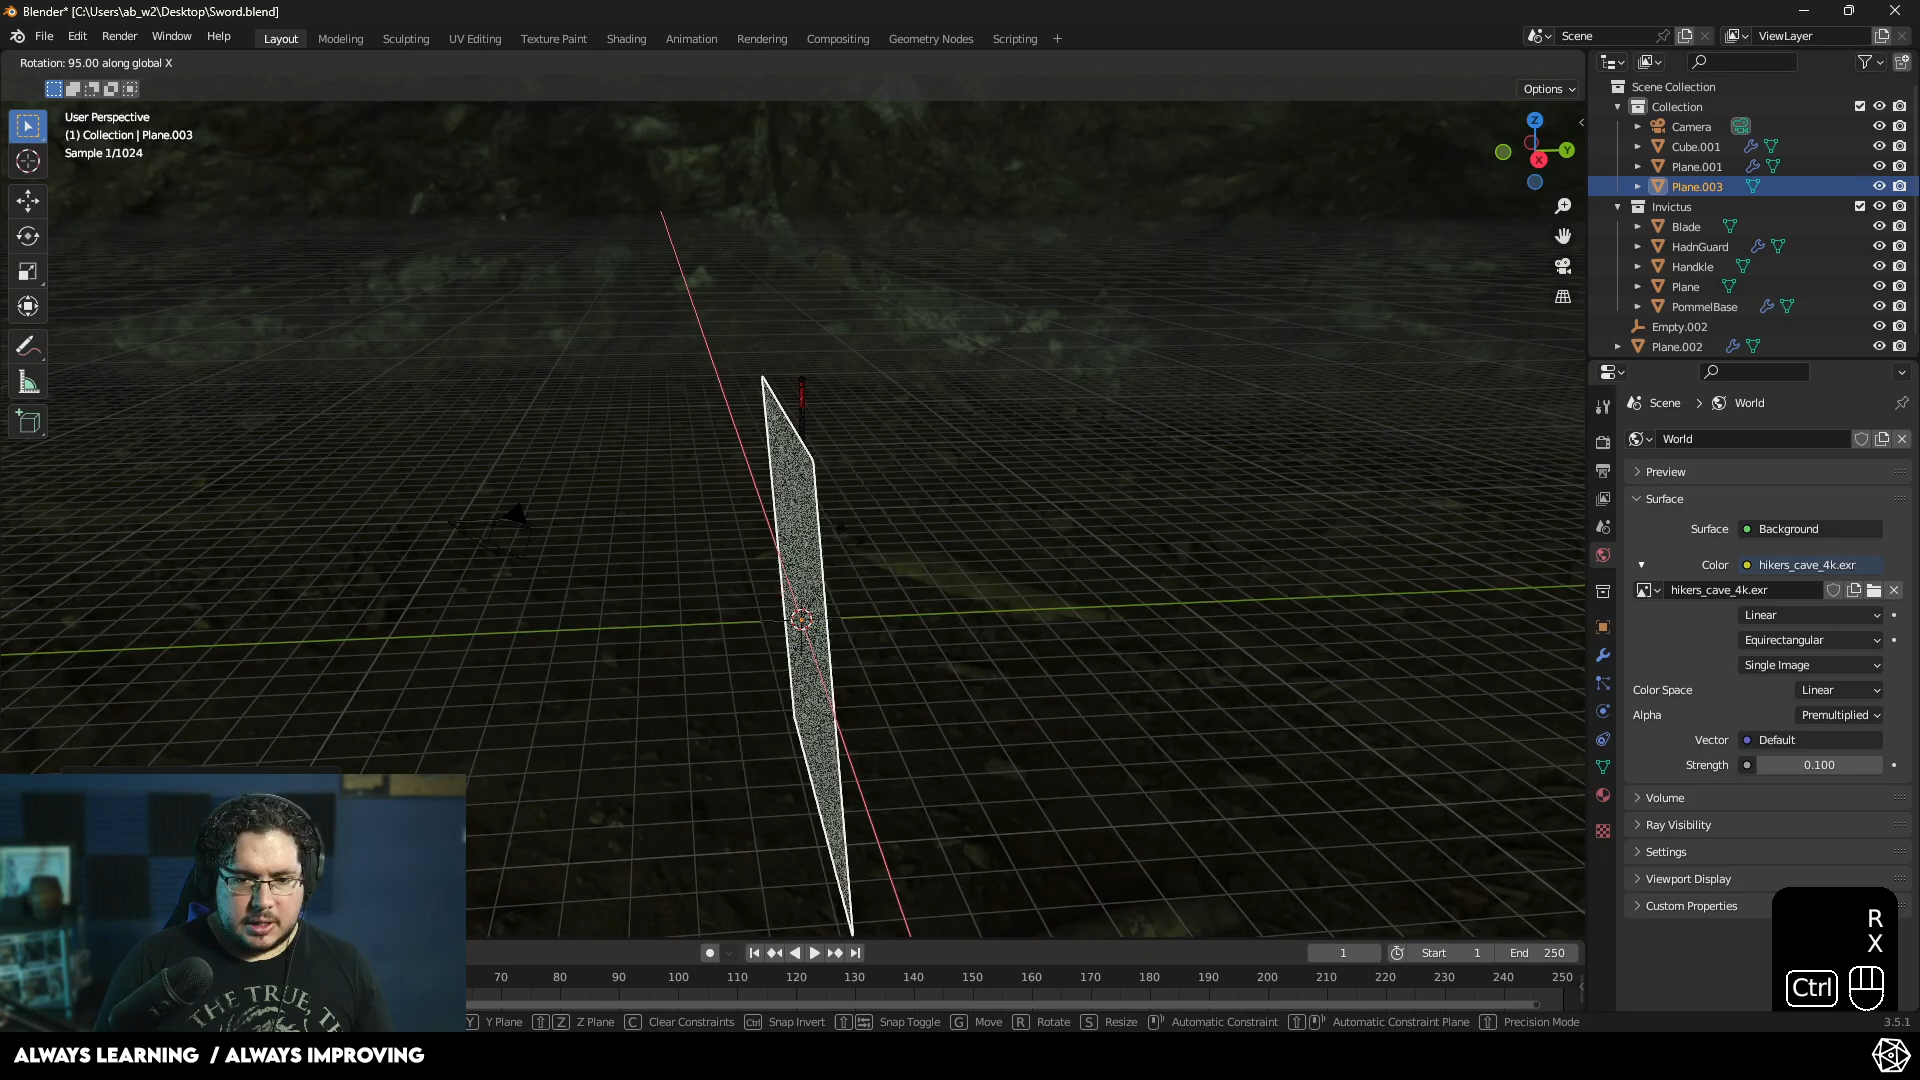 Blender* [C:\Users\ab_w2\Desktop\Sword.blend]
File Edit Render Window Help
Layout Modeling Sculpting UV Editing Texture Paint Shading Animation Rendering Compositing Geometry Nodes Scripting +
Scene
ViewLayer
Rotation: 95.00 along global X
Options
User Perspective
(1) Collection | Plane.003
Sample 1/1024
Z
Y
X
Scene Collection
Collection
Camera
Cube.001
Plane.001
Plane.003
Invictus
Blade
HadnGuard
Handkle
Plane
PommelBase
Empty.002
Plane.002
Scene > World
World
Preview
Surface
Surface Background
Color hikers_cave_4k.exr
hikers_cave_4k.exr
Linear
Equirectangular
Single Image
Color Space Linear
Alpha Premultiplied
Vector Default
Strength 0.100
Volume
Ray Visibility
Settings
Viewport Display
Custom Properties
R
X
Ctrl
1 Start 1 End 250
70 80 90 100 110 120 130 140 150 160 170 180 190 200 210 220 230 240 250
Y Y Plane Z Z Plane C Clear Constraints Ctrl Snap Invert Snap Toggle G Move R Rotate S Resize Automatic Constraint Automatic Constraint Plane Precision Mode
3.5.1
THE TRUE, TH
ALWAYS LEARNING / ALWAYS IMPROVING